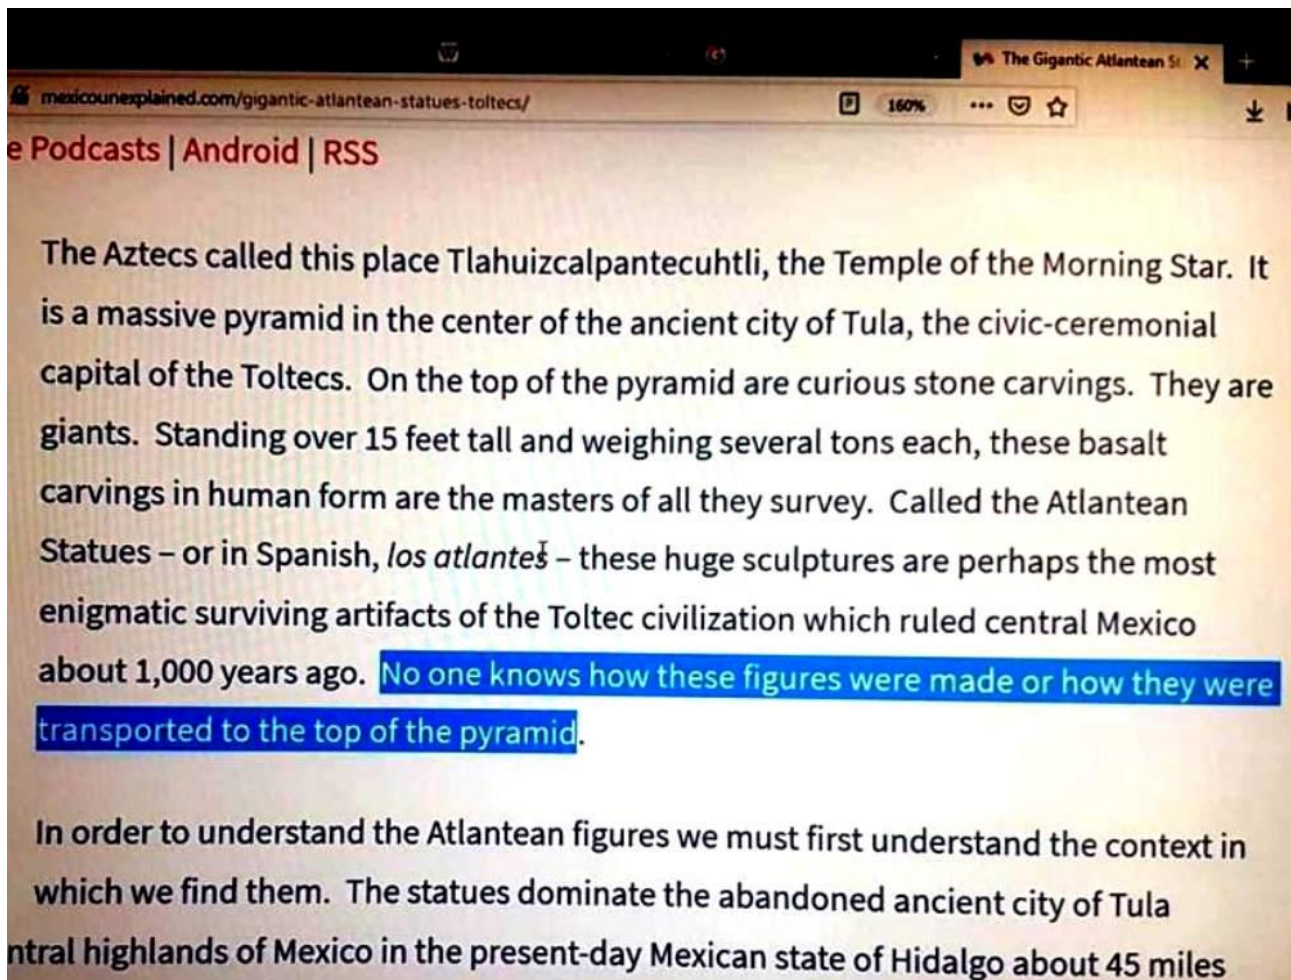 The Gigantic Atlantean St
mexicounexplained.com/gigantic-atlantean-statues-toltecs/
160%
e Podcasts | Android | RSS
The Aztecs called this place Tlahuizcalpantecuhtli, the Temple of the Morning Star. It
is a massive pyramid in the center of the ancient city of Tula, the civic-ceremonial
capital of the Toltecs. On the top of the pyramid are curious stone carvings. They are
giants. Standing over 15 feet tall and weighing several tons each, these basalt
carvings in human form are the masters of all they survey. Called the Atlantean
Statues – or in Spanish, los atlantes – these huge sculptures are perhaps the most
enigmatic surviving artifacts of the Toltec civilization which ruled central Mexico
about 1,000 years ago. No one knows how these figures were made or how they were
transported to the top of the pyramid.
In order to understand the Atlantean figures we must first understand the context in
which we find them. The statues dominate the abandoned ancient city of Tula
ntral highlands of Mexico in the present-day Mexican state of Hidalgo about 45 miles